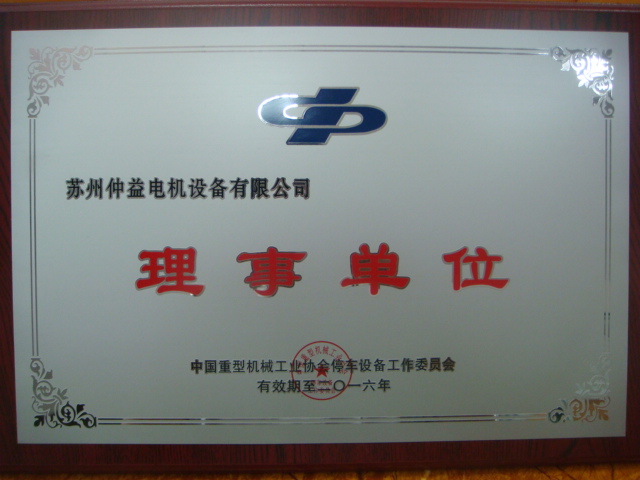 苏州仲益电机设备有限公司
理事单位
中国重型机械工业协会停车设备工作委员会
有效期至二〇一六年